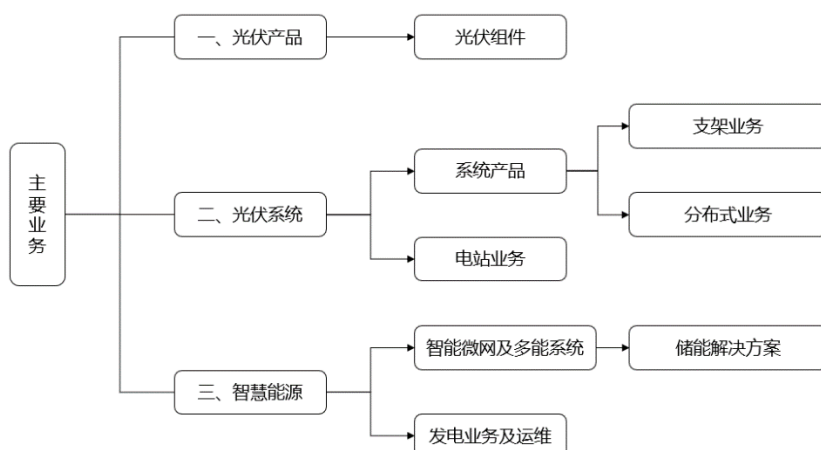 主要业务
一、光伏产品
光伏组件
二、光伏系统
系统产品
支架业务
分布式业务
电站业务
三、智慧能源
智能微网及多能系统
储能解决方案
发电业务及运维